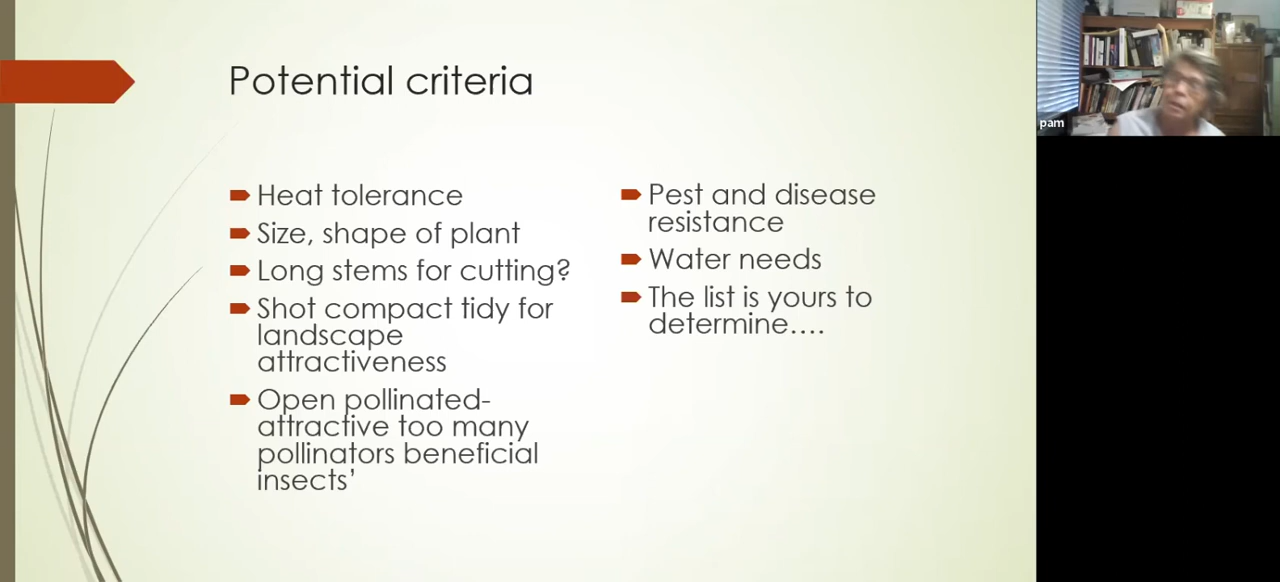 Potential criteria
Heat tolerance
Size, shape of plant
Long stems for cutting?
Shot compact tidy for
landscape
attractiveness
Open pollinated-
attractive too many
pollinators beneficial
insects’
Pest and disease
resistance
Water needs
The list is yours to
determine....
pam